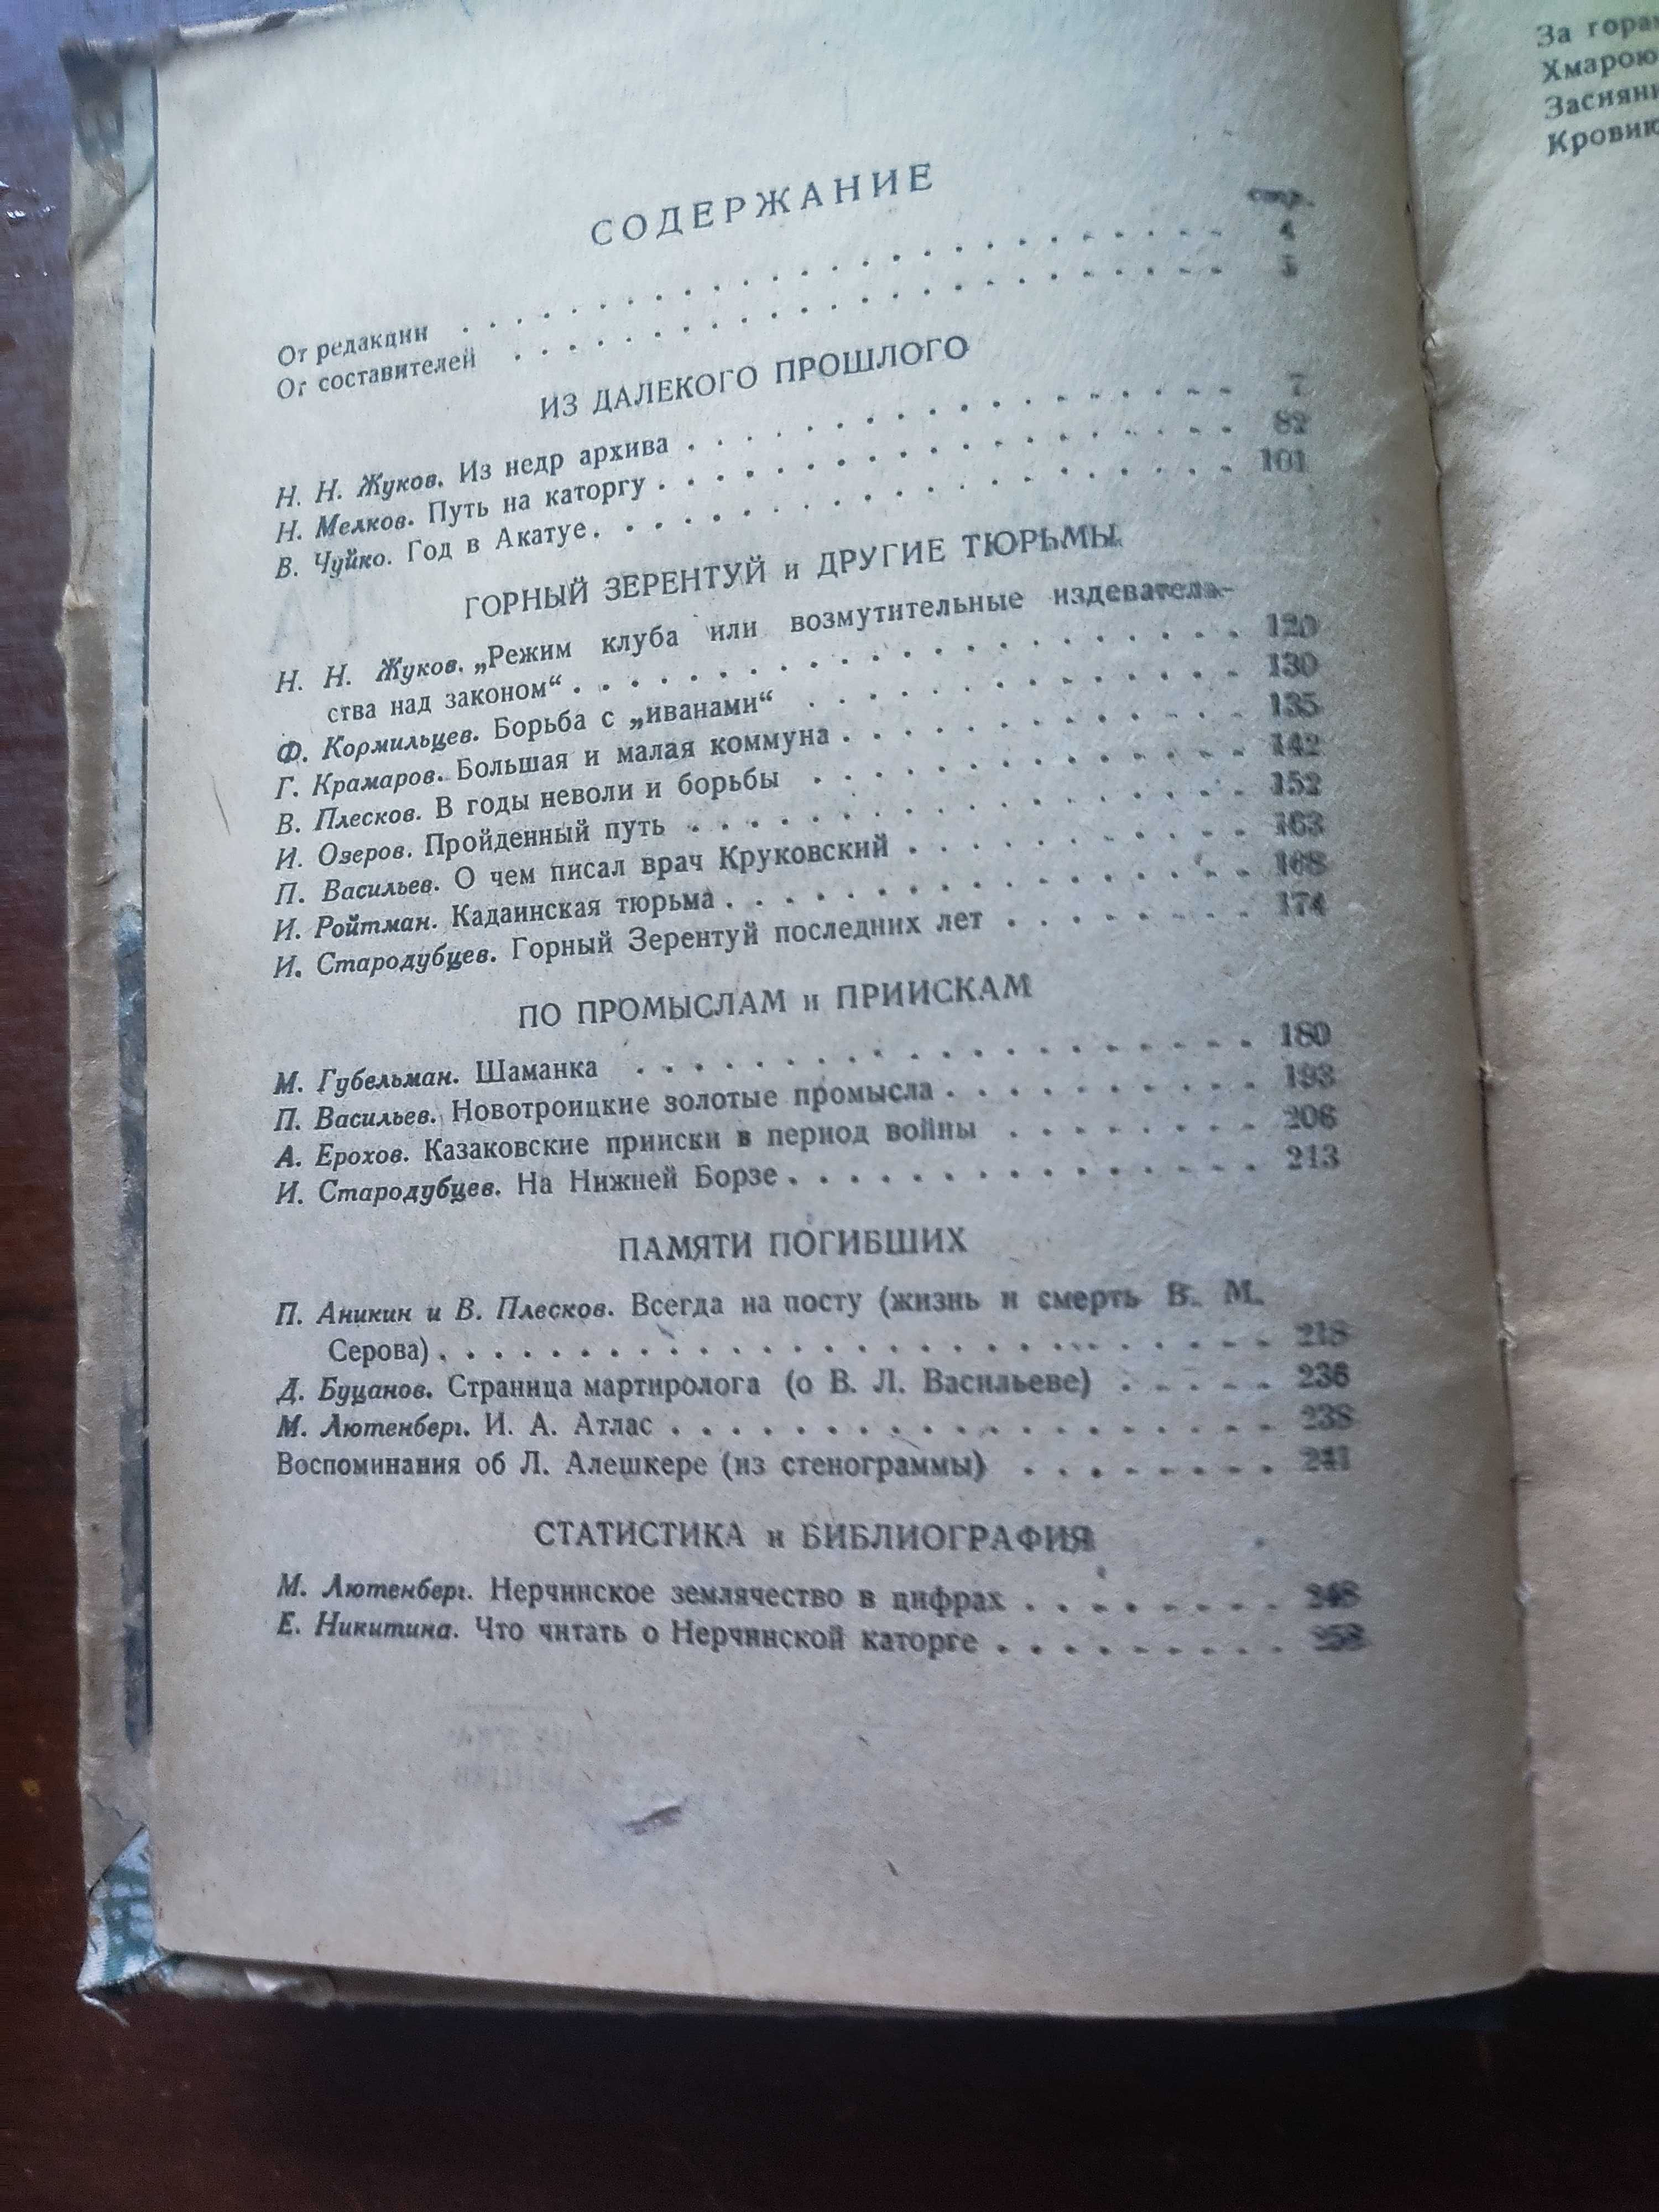 СОДЕРЖАНИЕ
стр.
От редакции . . . . . . . . . . . . . . . . . . . . . . . . . . . 4
От составителей . . . . . . . . . . . . . . . . . . . . . . . . . 5
ИЗ ДАЛЕКОГО ПРОШЛОГО
Н. Н. Жуков. Из недр архива . . . . . . . . . . . . . . . . . . 7
Н. Мелков. Путь на каторгу . . . . . . . . . . . . . . . . . . . 82
В. Чуйко. Год в Акатуе . . . . . . . . . . . . . . . . . . . . . 101
ГОРНЫЙ ЗЕРЕНТУЙ и ДРУГИЕ ТЮРЬМЫ
Н. Н. Жуков. „Режим клуба или возмутительные издеватель-
ства над законом“ . . . . . . . . . . . . . . . . . . . . . . 120
Ф. Кормильцев. Борьба с „иванами“ . . . . . . . . . . . . . . . 130
Г. Крамаров. Большая и малая коммуна . . . . . . . . . . . . . 135
В. Плесков. В годы неволи и борьбы . . . . . . . . . . . . . . 142
И. Озеров. Пройденный путь . . . . . . . . . . . . . . . . . . 152
П. Васильев. О чем писал врач Круковский . . . . . . . . . . . 163
И. Ройтман. Кадаинская тюрьма . . . . . . . . . . . . . . . . . 168
И. Стародубцев. Горный Зерентуй последних лет . . . . . . . . . 174
ПО ПРОМЫСЛАМ и ПРИИСКАМ
М. Губельман. Шаманка . . . . . . . . . . . . . . . . . . . . . 180
П. Васильев. Новотроицкие золотые промысла . . . . . . . . . . 193
А. Ерохов. Казаковские прииски в период войны . . . . . . . . . 206
И. Стародубцев. На Нижней Борзе . . . . . . . . . . . . . . . . 213
ПАМЯТИ ПОГИБШИХ
П. Аникин и В. Плесков. Всегда на посту (жизнь и смерть В. М.
Серова) . . . . . . . . . . . . . . . . . . . . . . . . . . . 218
Д. Буцанов. Страница мартиролога (о В. Л. Васильеве) . . . . . 236
М. Лютенберг. И. А. Атлас . . . . . . . . . . . . . . . . . . . 238
Воспоминания об Л. Алешкере (из стенограммы) . . . . . . . . . 241
СТАТИСТИКА и БИБЛИОГРАФИЯ
М. Лютенберг. Нерчинское землячество в цифрах . . . . . . . . . 248
Е. Никитина. Что читать о Нерчинской каторге . . . . . . . . . 258
За
Хмарою